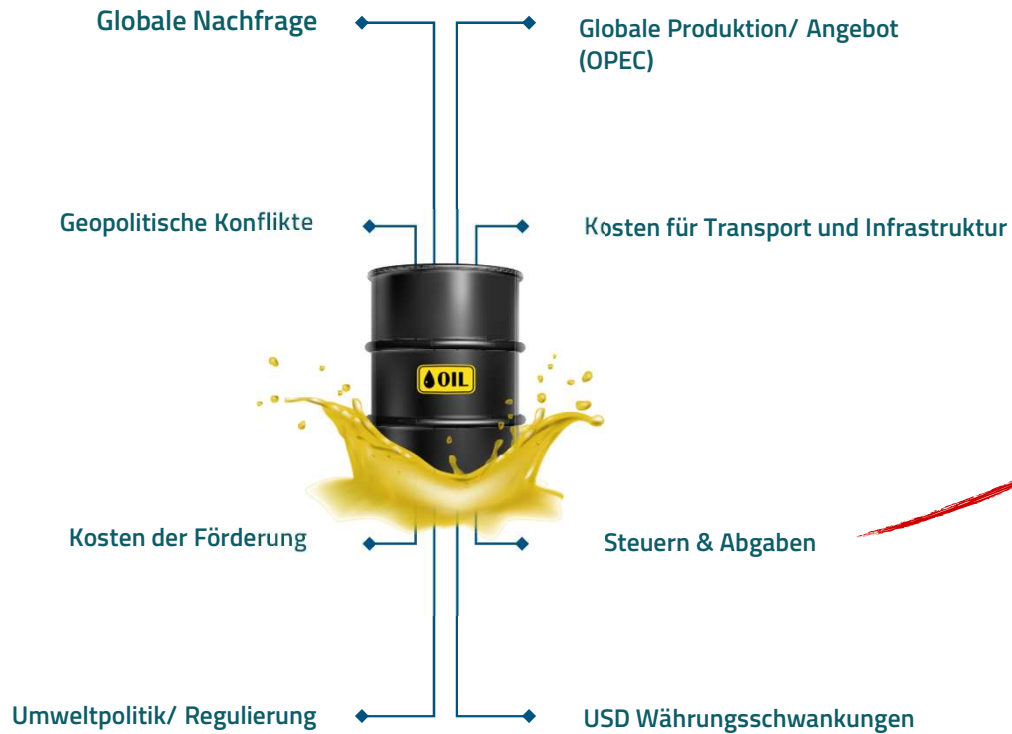 Globale Nachfrage
Globale Produktion/ Angebot
(OPEC)
Geopolitische Konflikte
Kosten für Transport und Infrastruktur
OIL
Kosten der Förderung
Steuern & Abgaben
Umweltpolitik/ Regulierung
USD Währungsschwankungen